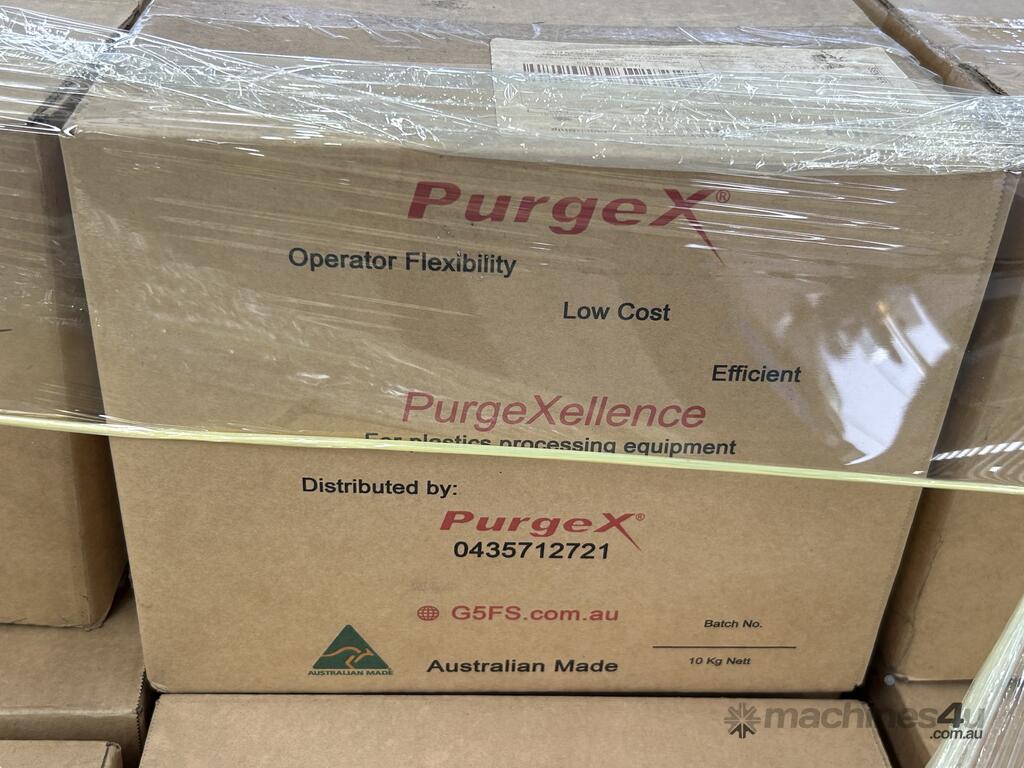 PurgeX®
Operator Flexibility
Low Cost
Efficient
PurgeXellence
For plastics processing equipment
Distributed by:
PurgeX®
0435712721
G5FS.com.au
Batch No.
10 Kg Nett
AUSTRALIAN MADE
Australian Made
machines4u
.com.au